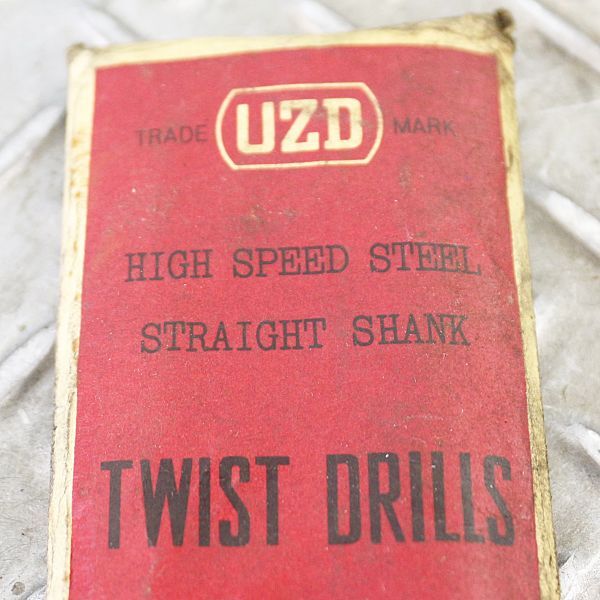 TRADE UZD MARK
HIGH SPEED STEEL
STRAIGHT SHANK
TWIST DRILLS